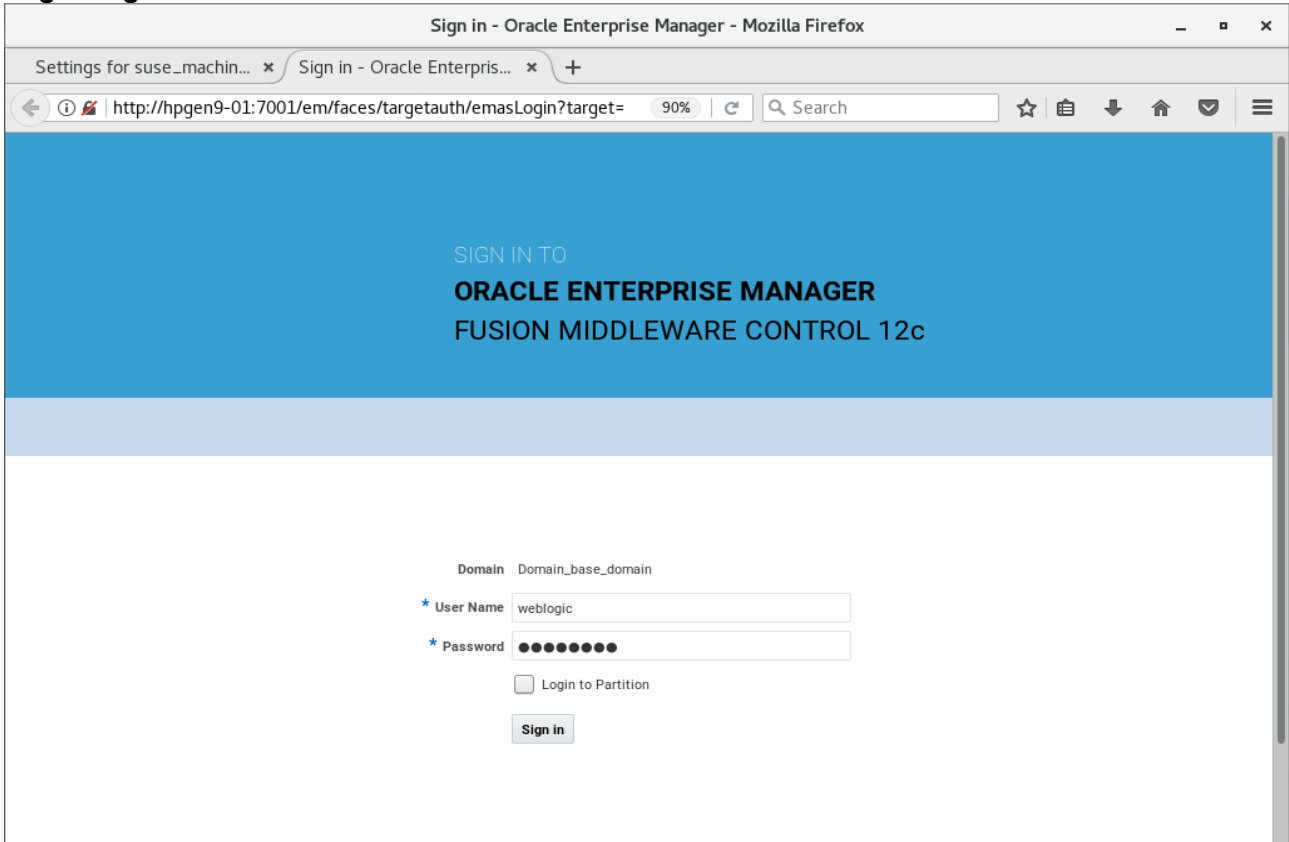 Sign in - Oracle Enterprise Manager - Mozilla Firefox
Settings for suse_machin... Sign in - Oracle Enterpris...
http://hpgen9-01:7001/em/faces/targetauth/emasLogin?target= 90% Search
SIGN IN TO
ORACLE ENTERPRISE MANAGER
FUSION MIDDLEWARE CONTROL 12c
Domain Domain_base_domain
* User Name weblogic
* Password ●●●●●●●●
Login to Partition
Sign in